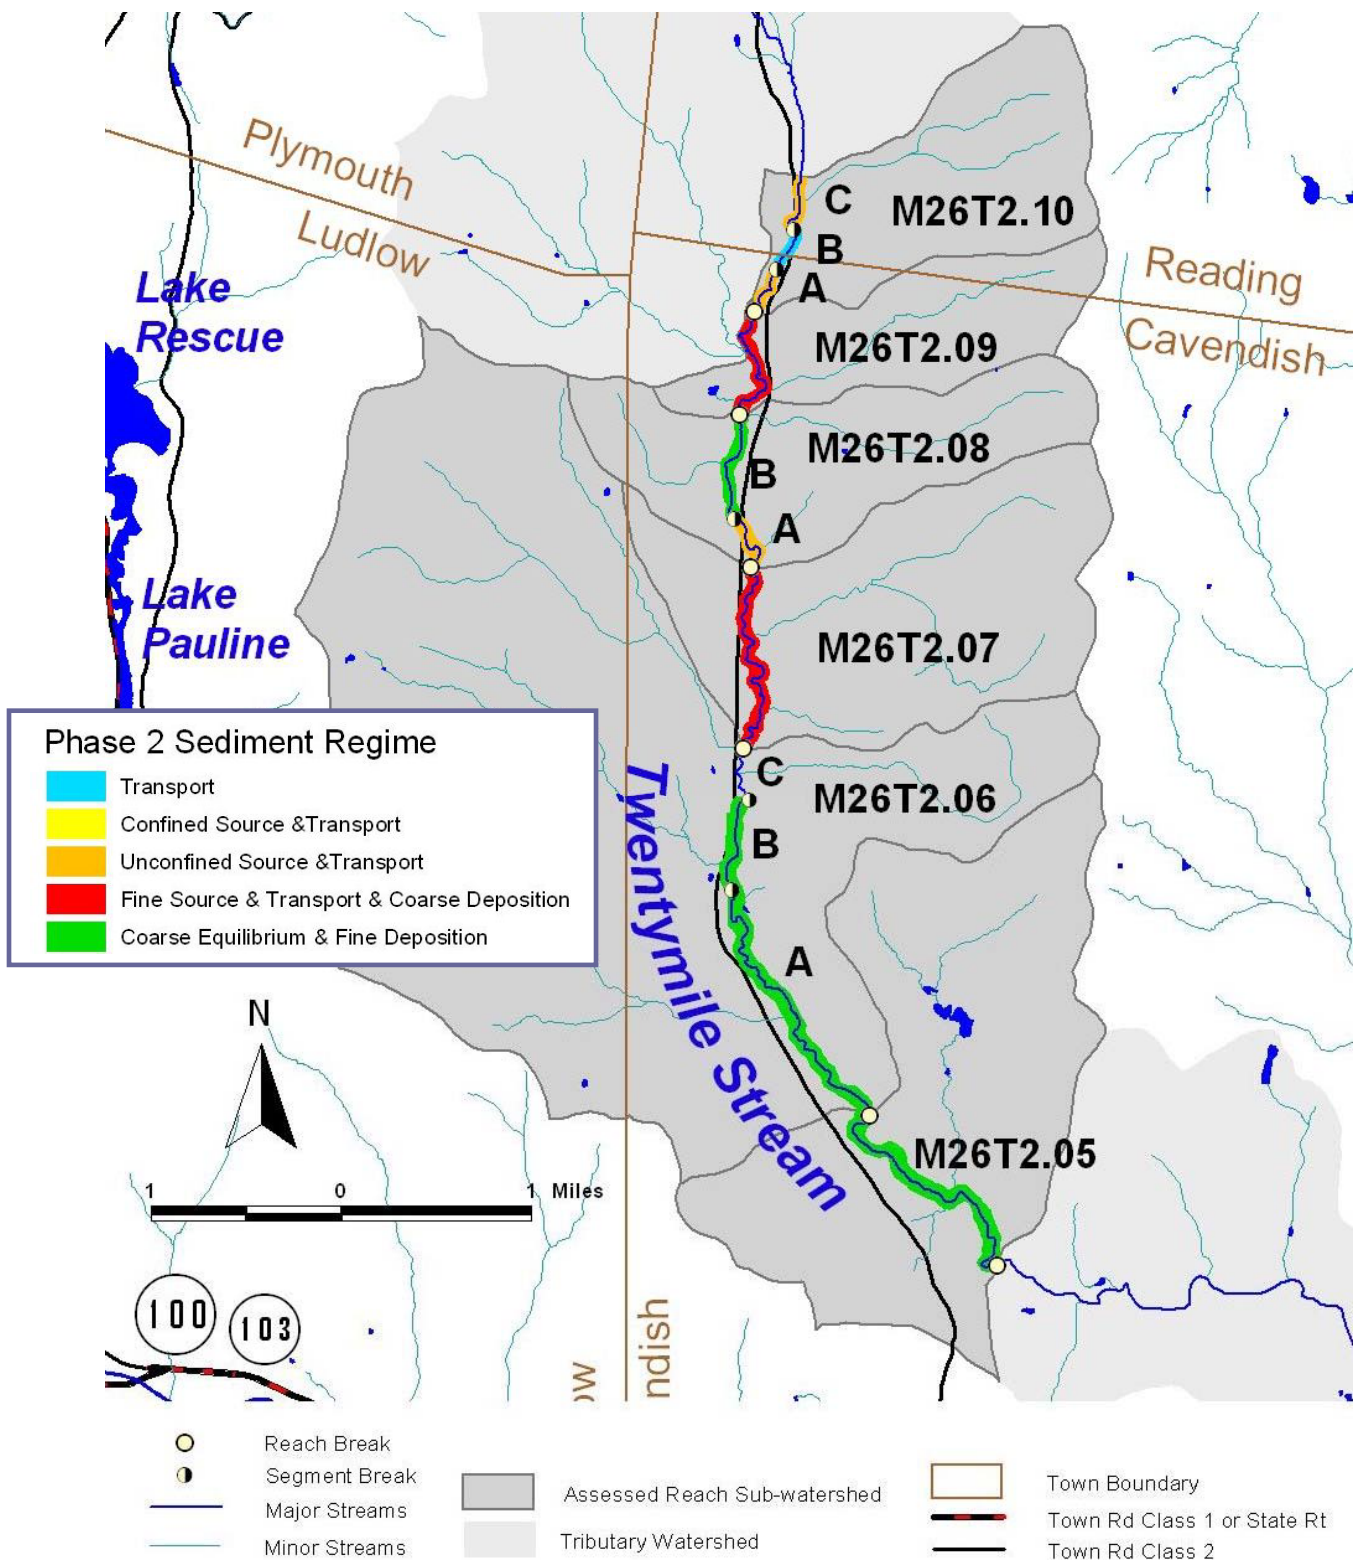 Plymouth
Ludlow
C
M26T2.10
B
A
Reading
Cavendish
Lake
Rescue
M26T2.09
M26T2.08
B
A
Lake
Pauline
M26T2.07
Phase 2 Sediment Regime
Transport
Confined Source &Transport
Unconfined Source &Transport
Fine Source & Transport & Coarse Deposition
Coarse Equilibrium & Fine Deposition
C
M26T2.06
B
A
Twentymile Stream
N
M26T2.05
1 0 1 Miles
100
103
ow
ndish
Reach Break
Segment Break
Major Streams
Minor Streams
Assessed Reach Sub-watershed
Tributary Watershed
Town Boundary
Town Rd Class 1 or State Rt
Town Rd Class 2